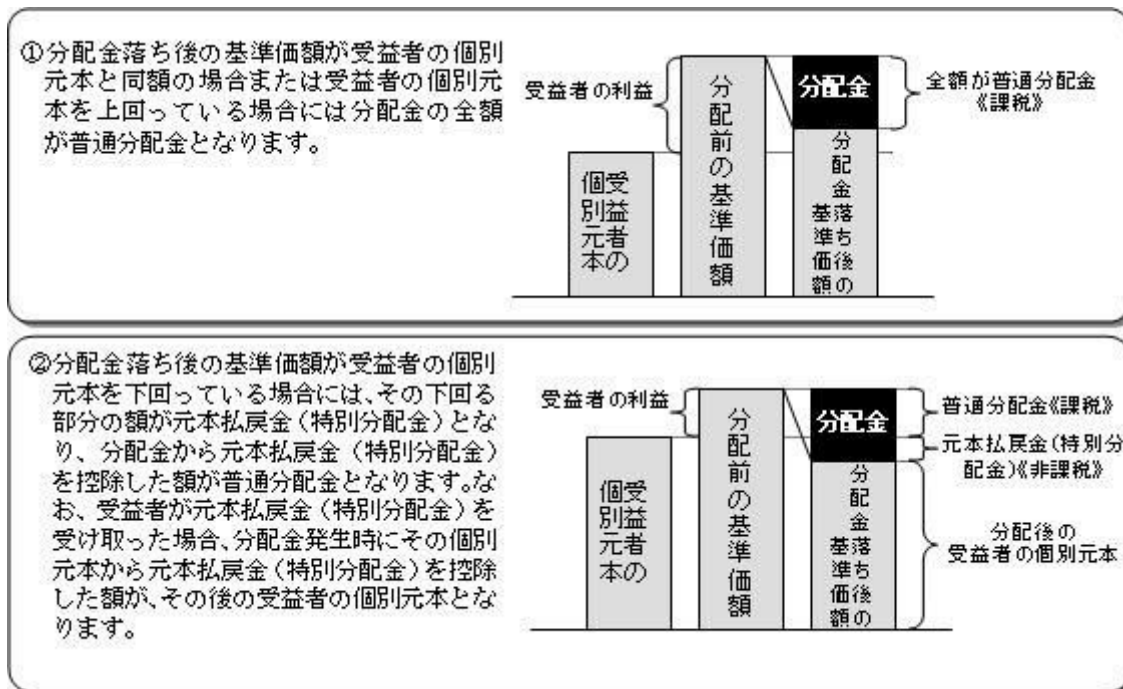 ①分配金落ち後の基準価額が受益者の個別
元本と同額の場合または受益者の個別元
本を上回っている場合には分配金の全額
が普通分配金となります。
受益者の利益
受益者の
個別元本
分配前の基準価額
分配金
分配金落ち後の
基準価額
全額が普通分配金
《課税》
②分配金落ち後の基準価額が受益者の個別
元本を下回っている場合には、その下回る
部分の額が元本払戻金（特別分配金）とな
り、分配金から元本払戻金（特別分配金）
を控除した額が普通分配金となります。な
お、受益者が元本払戻金（特別分配金）を
受け取った場合、分配金発生時にその個別
元本から元本払戻金（特別分配金）を控除
した額が、その後の受益者の個別元本とな
ります。
受益者の利益
受益者の
個別元本
分配前の基準価額
分配金
分配金落ち後の
基準価額
普通分配金《課税》
元本払戻金（特別分
配金）《非課税》
分配後の
受益者の個別元本